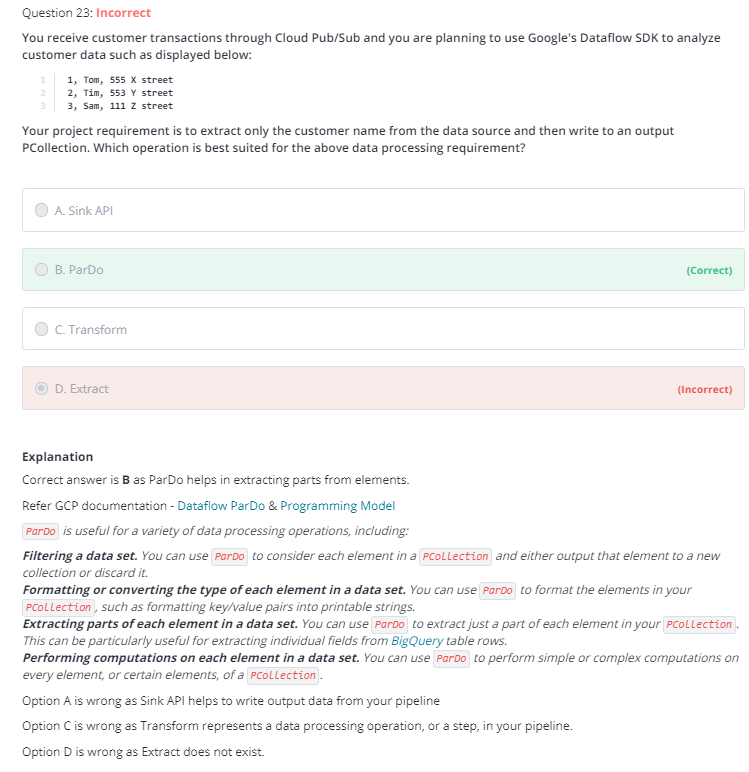 Question 23: Incorrect
You receive customer transactions through Cloud Pub/Sub and you are planning to use Google's Dataflow SDK to analyze
customer data such as displayed below:
1 1, Tom, 555 X street
2 2, Tim, 553 Y street
3 3, Sam, 111 Z street
Your project requirement is to extract only the customer name from the data source and then write to an output
PCollection. Which operation is best suited for the above data processing requirement?
A. Sink API
B. ParDo (Correct)
C. Transform
D. Extract (Incorrect)
Explanation
Correct answer is B as ParDo helps in extracting parts from elements.
Refer GCP documentation - Dataflow ParDo & Programming Model
ParDo is useful for a variety of data processing operations, including:
Filtering a data set. You can use ParDo to consider each element in a PCollection and either output that element to a new
collection or discard it.
Formatting or converting the type of each element in a data set. You can use ParDo to format the elements in your
PCollection, such as formatting key/value pairs into printable strings.
Extracting parts of each element in a data set. You can use ParDo to extract just a part of each element in your PCollection.
This can be particularly useful for extracting individual fields from BigQuery table rows.
Performing computations on each element in a data set. You can use ParDo to perform simple or complex computations on
every element, or certain elements, of a PCollection.
Option A is wrong as Sink API helps to write output data from your pipeline
Option C is wrong as Transform represents a data processing operation, or a step, in your pipeline.
Option D is wrong as Extract does not exist.